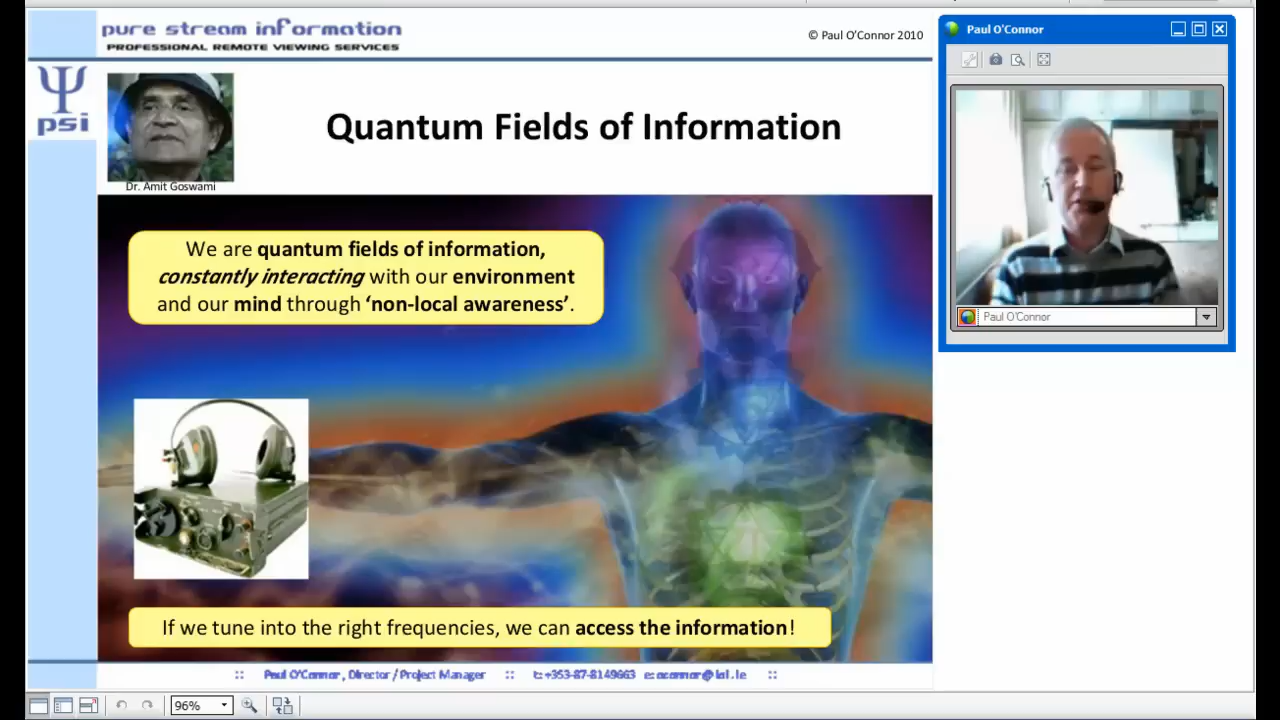 pure stream information
PROFESSIONAL REMOTE VIEWING SERVICES
© Paul O'Connor 2010
Paul O'Connor
psi
Dr. Amit Goswami
Quantum Fields of Information
We are quantum fields of information,
constantly interacting with our environment
and our mind through ‘non-local awareness’.
Paul O'Connor
If we tune into the right frequencies, we can access the information!
:: Paul O'Connor, Director / Project Manager :: t: +353-87-8149663 e: oconnor@iol.ie ::
96%